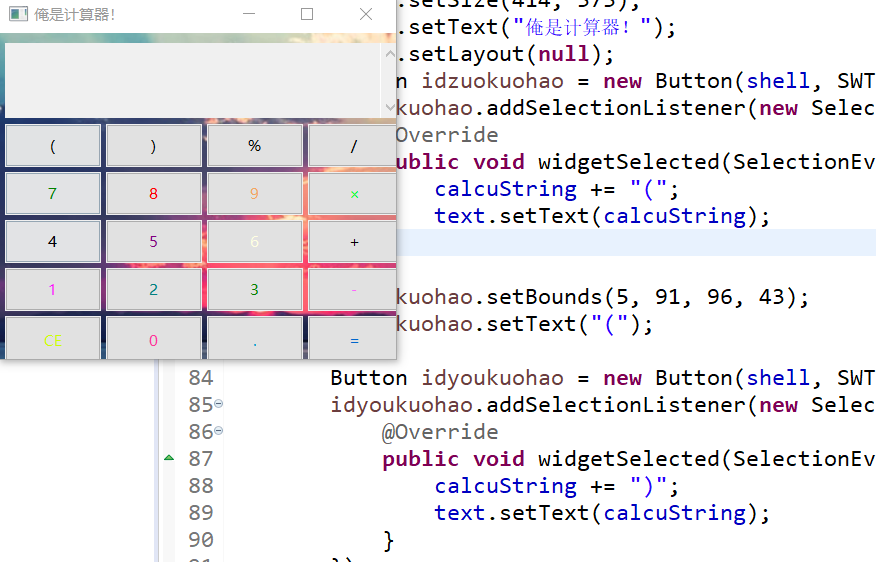 俺是计算器!
( ) % /
7 8 9 ×
4 5 6 +
1 2 3 -
CE 0 . =
.setSize(414, 375);
.setText("俺是计算器! ");
.setLayout(null);
n idzuokuohao = new Button(shell, SWT
kuohao.addSelectionListener(new Selec
Override
ublic void widgetSelected(SelectionEv
calcuString += "(";
text.setText(calcuString);
kuohao.setBounds(5, 91, 96, 43);
kuohao.setText("(");
84 Button idyoukuohao = new Button(shell, SWT
85 idyoukuohao.addSelectionListener(new Selec
86 @Override
87 public void widgetSelected(SelectionEv
88 calcuString += ")";
89 text.setText(calcuString);
90 }